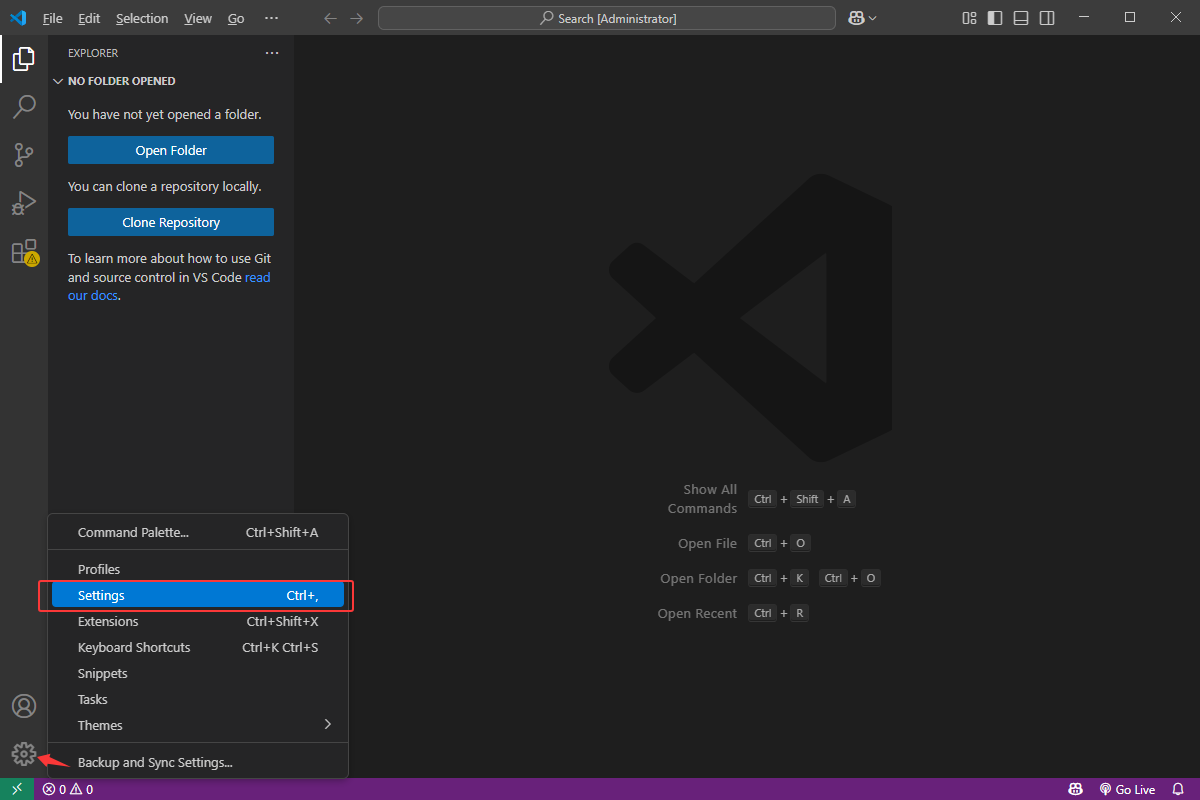 File Edit Selection View Go ···
Search [Administrator]
EXPLORER ···
NO FOLDER OPENED
You have not yet opened a folder.
Open Folder
You can clone a repository locally.
Clone Repository
To learn more about how to use Git
and source control in VS Code read
our docs.
Show All
Commands Ctrl + Shift + A
Open File Ctrl + O
Open Folder Ctrl + K Ctrl + O
Open Recent Ctrl + R
Command Palette... Ctrl+Shift+A
Profiles
Settings Ctrl+,
Extensions Ctrl+Shift+X
Keyboard Shortcuts Ctrl+K Ctrl+S
Snippets
Tasks
Themes
Backup and Sync Settings...
0 0 Go Live